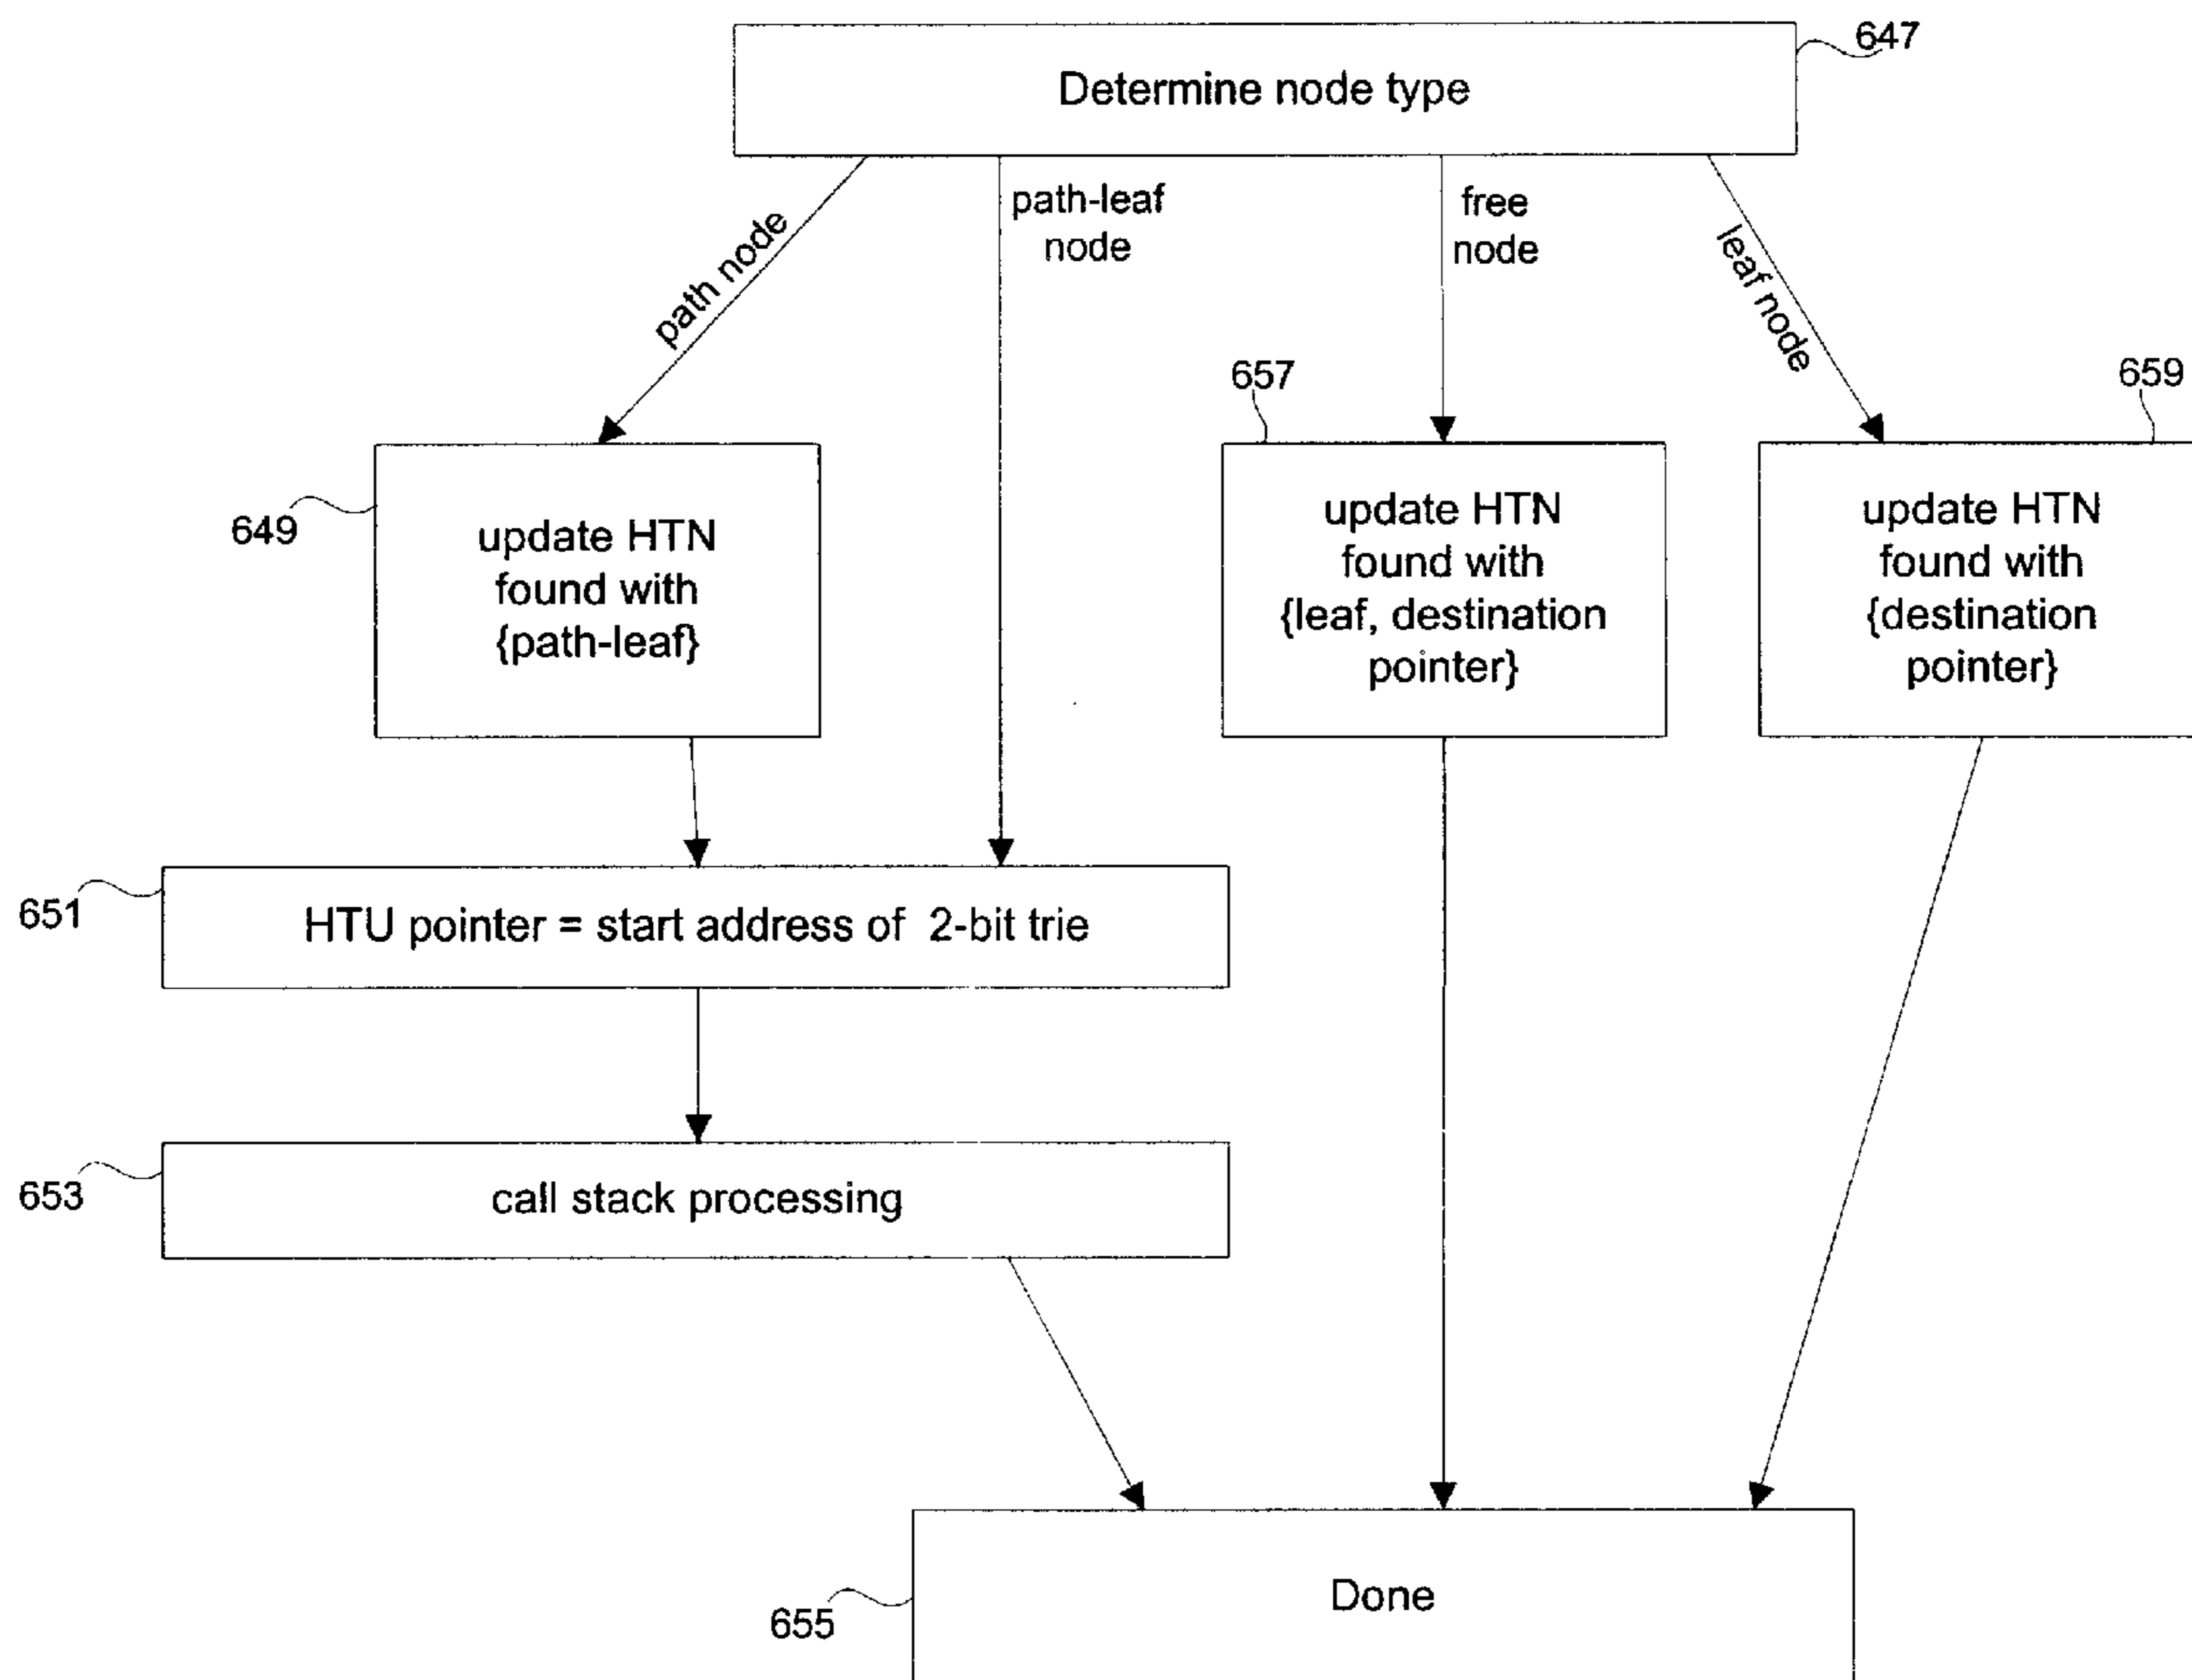 647
Determine node type
path node
path-leaf
node
free
node
leaf node
657
659
649
update HTN
found with
{path-leaf}
update HTN
found with
{leaf, destination
pointer}
update HTN
found with
{destination
pointer}
651
HTU pointer = start address of 2-bit trie
653
call stack processing
655
Done